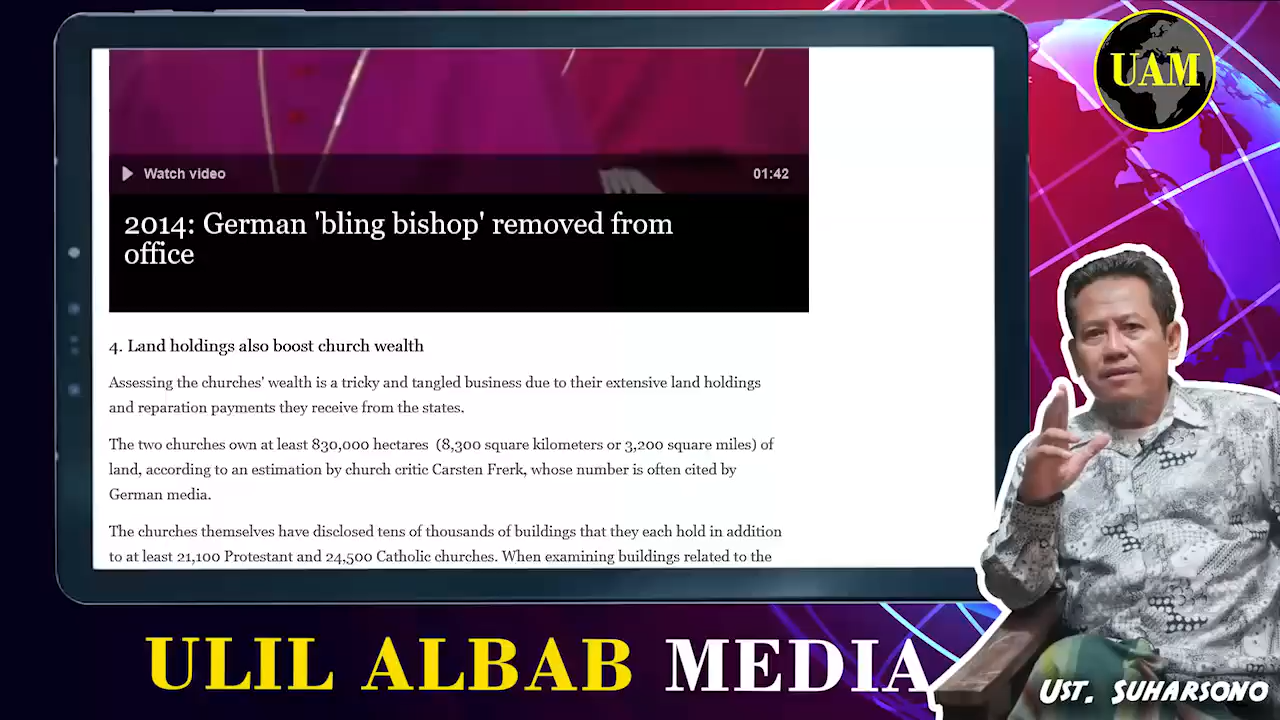 UAM
Watch video
01:42
2014: German 'bling bishop' removed from
office
4. Land holdings also boost church wealth
Assessing the churches' wealth is a tricky and tangled business due to their extensive land holdings
and reparation payments they receive from the states.
The two churches own at least 830,000 hectares (8,300 square kilometers or 3,200 square miles) of
land, according to an estimation by church critic Carsten Frerk, whose number is often cited by
German media.
The churches themselves have disclosed tens of thousands of buildings that they each hold in addition
to at least 21,100 Protestant and 24,500 Catholic churches. When examining buildings related to the
ULIL ALBAB MEDIA
UST. SUHARSONO